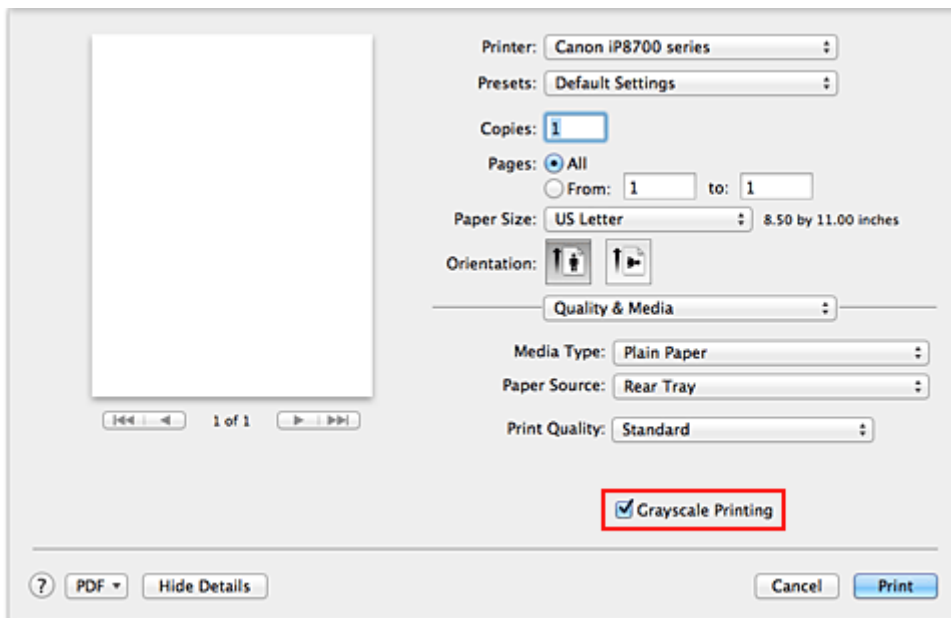 Printer: Canon iP8700 series
Presets: Default Settings
Copies: 1
Pages: All
From: 1 to: 1
Paper Size: US Letter 8.50 by 11.00 inches
Orientation:
Quality & Media
Media Type: Plain Paper
Paper Source: Rear Tray
1 of 1
Print Quality: Standard
Grayscale Printing
? PDF Hide Details Cancel Print